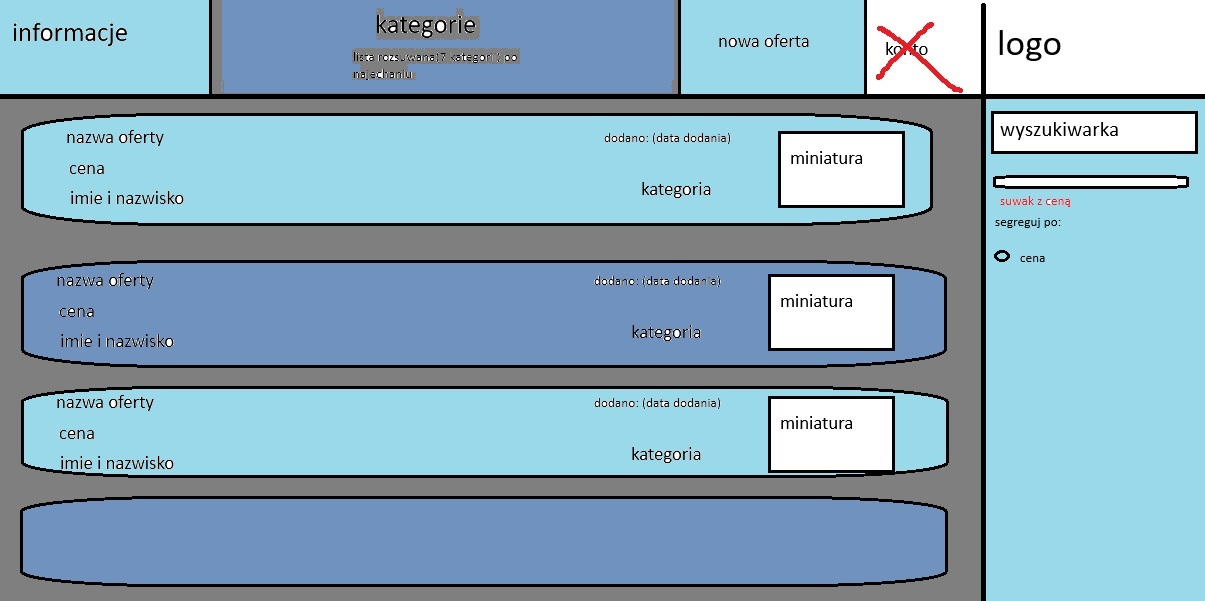 informacje
kategorie
lista rozsuwana(7 kategorii) po
najechaniu
nowa oferta
konto
logo
nazwa oferty
cena
imie i nazwisko
dodano: (data dodania)
kategoria
miniatura
nazwa oferty
cena
imie i nazwisko
dodano: (data dodania)
kategoria
miniatura
nazwa oferty
cena
imie i nazwisko
dodano: (data dodania)
kategoria
miniatura
wyszukiwarka
suwak z ceną
segreguj po:
cena